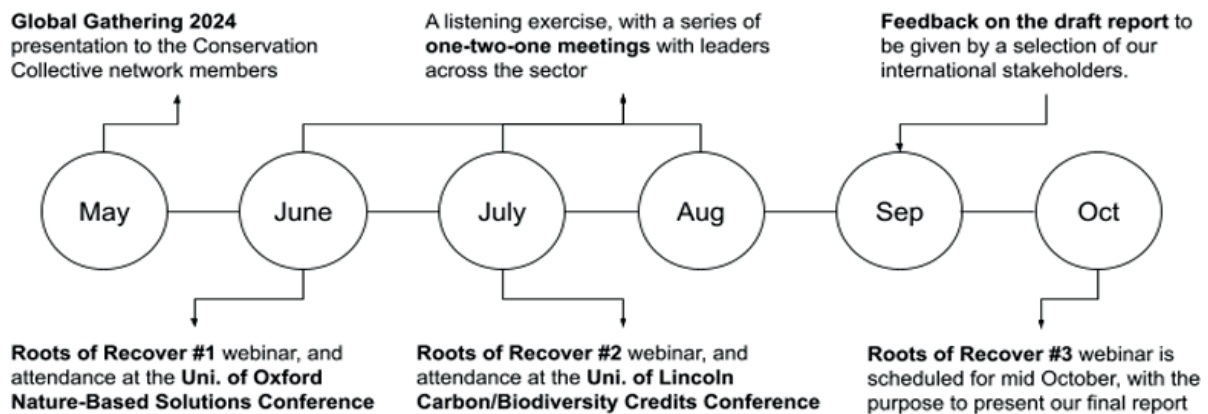 Global Gathering 2024
presentation to the Conservation
Collective network members
A listening exercise, with a series of
one-two-one meetings with leaders
across the sector
Feedback on the draft report to
be given by a selection of our
international stakeholders.
May
June
July
Aug
Sep
Oct
Roots of Recover #1 webinar, and
attendance at the Uni. of Oxford
Nature-Based Solutions Conference
Roots of Recover #2 webinar, and
attendance at the Uni. of Lincoln
Carbon/Biodiversity Credits Conference
Roots of Recover #3 webinar is
scheduled for mid October, with the
purpose to present our final report